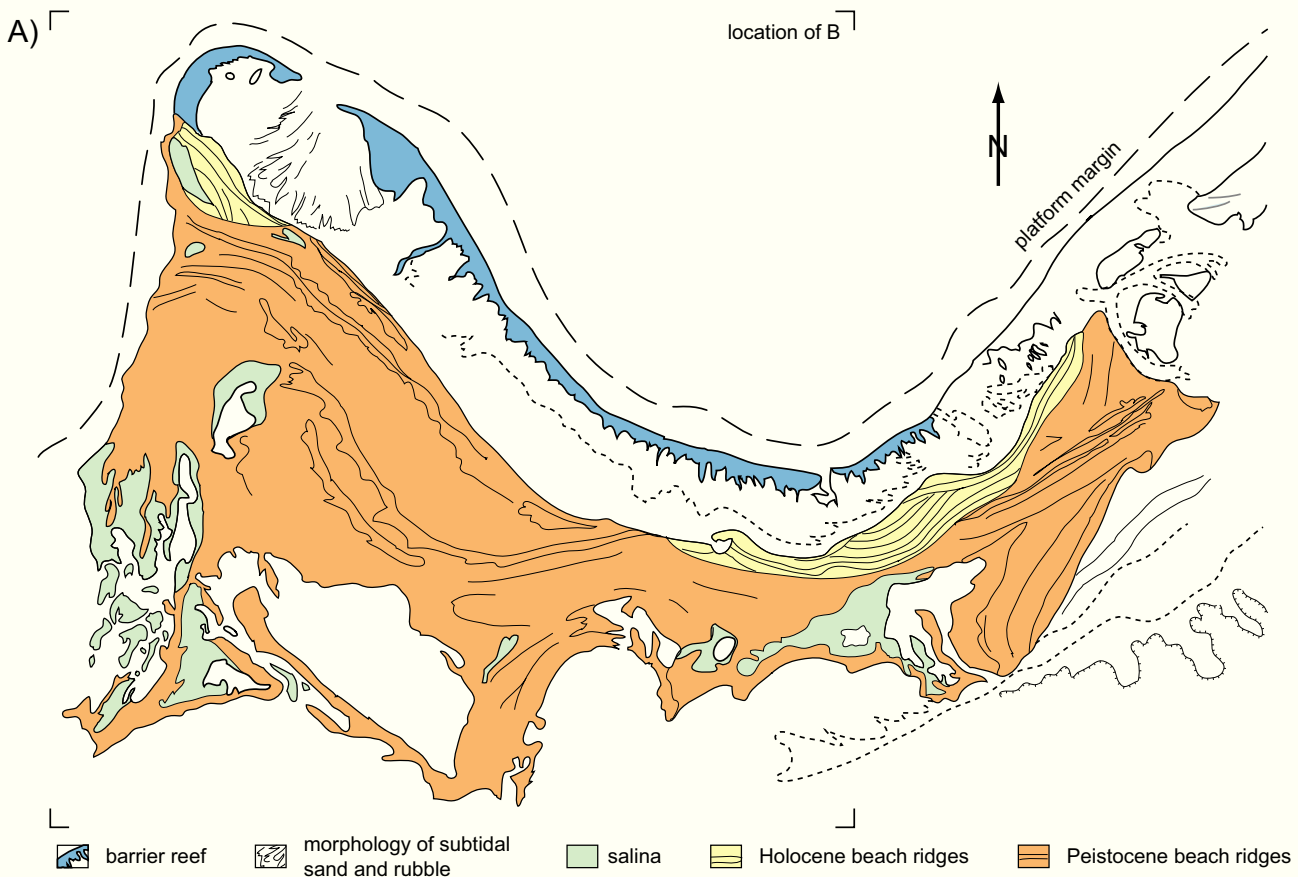 A)
location of B
N
platform margin
barrier reef
morphology of subtidal
sand and rubble
salina
Holocene beach ridges
Peistocene beach ridges